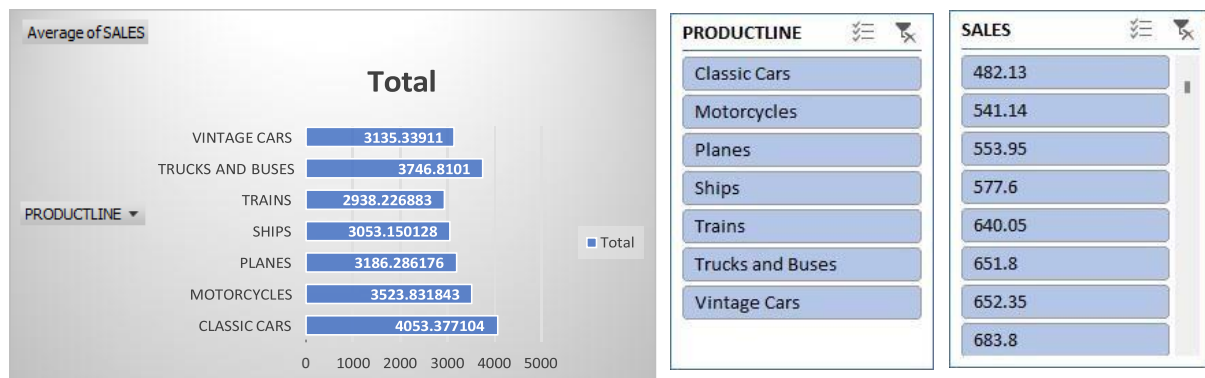 Average of SALES
Total
VINTAGE CARS 3135.33911
TRUCKS AND BUSES 3746.8101
TRAINS 2938.226883
PRODUCTLINE
SHIPS 3053.150128
Total
PLANES 3186.286176
MOTORCYCLES 3523.831843
CLASSIC CARS 4053.377104
0 1000 2000 3000 4000 5000
PRODUCTLINE
Classic Cars
Motorcycles
Planes
Ships
Trains
Trucks and Buses
Vintage Cars
SALES
482.13
541.14
553.95
577.6
640.05
651.8
652.35
683.8